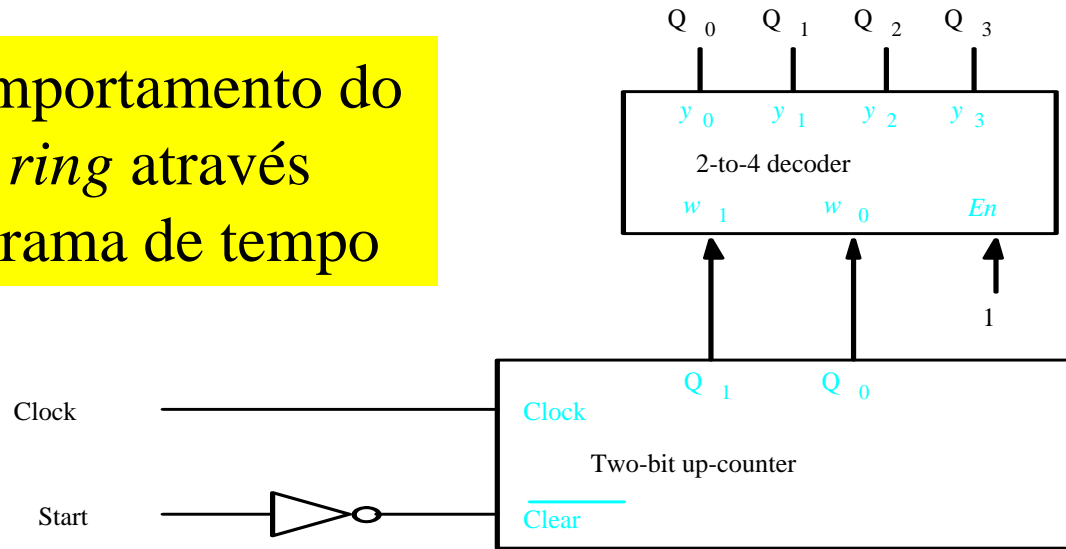 Q 0 Q 1 Q 2 Q 3
mportamento do
ring através
rama de tempo
y 0 y 1 y 2 y 3
2-to-4 decoder
w 1 w 0 En
1
Q 1 Q 0
Clock Clock
Two-bit up-counter
Start Clear